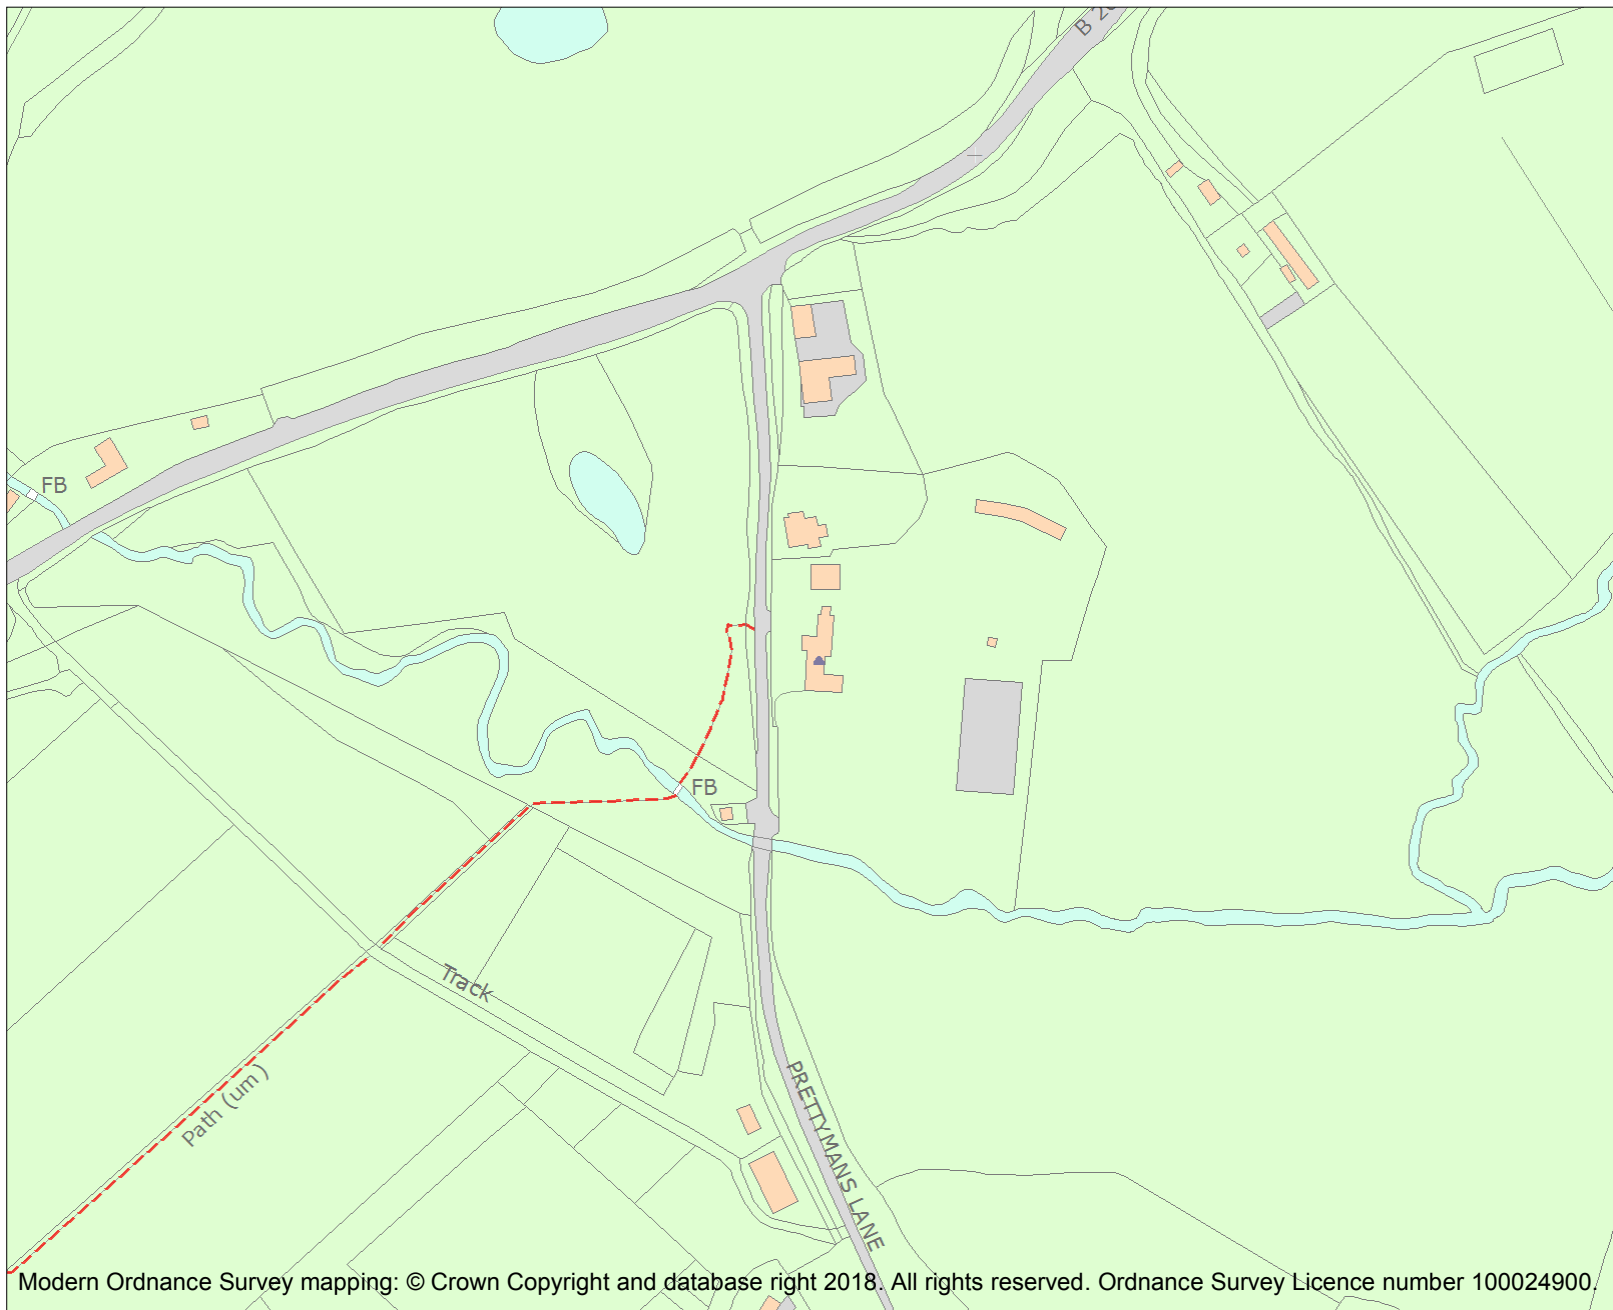 B 20
FB
FB
Track
Path (um)
PRETTYMANS LANE
Modern Ordnance Survey mapping: © Crown Copyright and database right 2018. All rights reserved. Ordnance Survey Licence number 100024900.